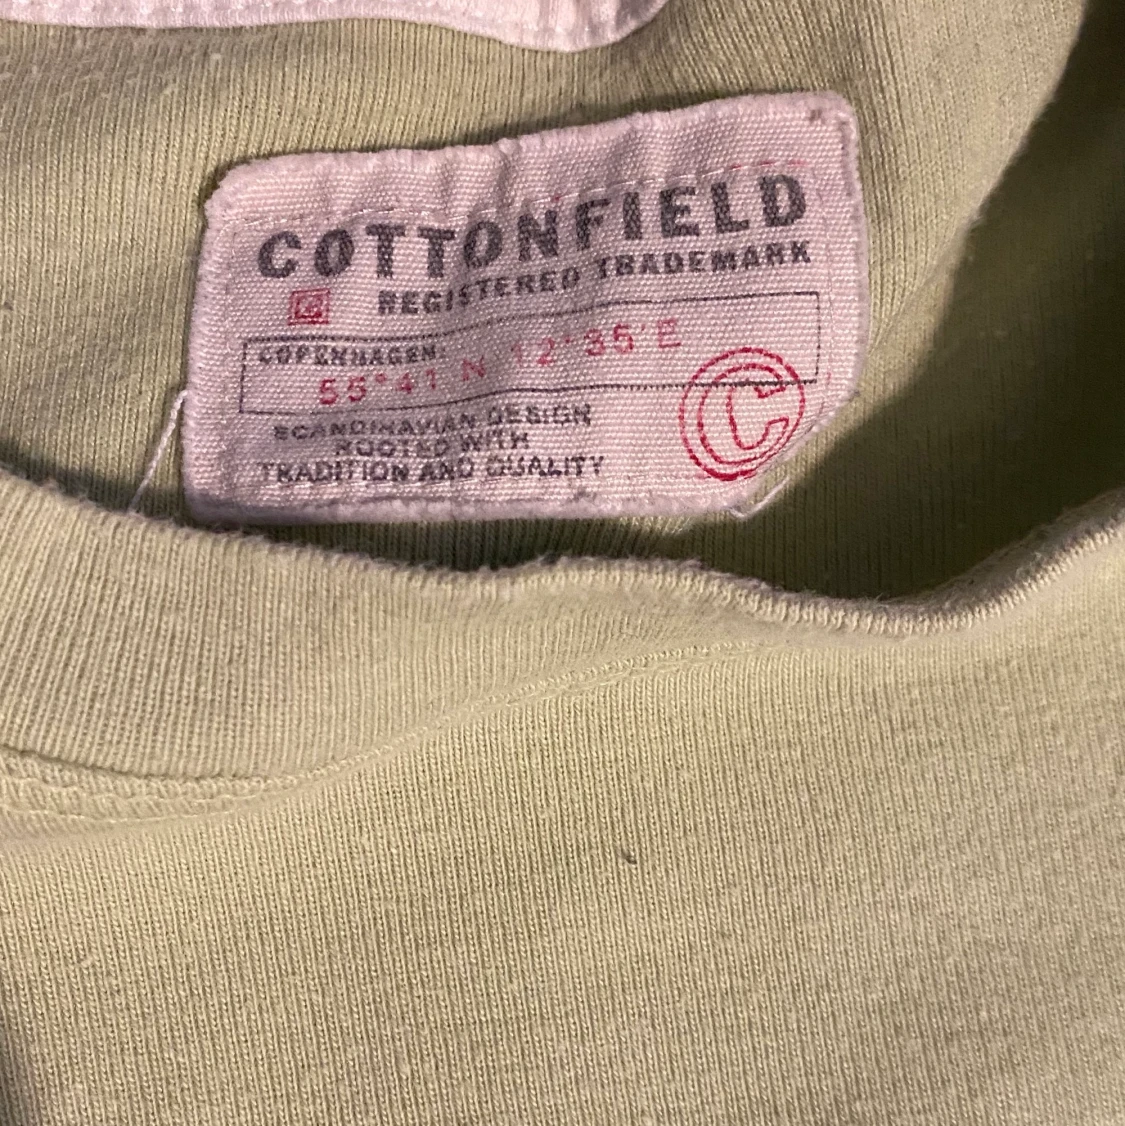 COTTONFIELD
REGISTERED TRADEMARK
COPENHAGEN:
55°41 N 12°35'E
C
SCANDINAVIAN DESIGN
ROOTED WITH
TRADITION AND QUALITY